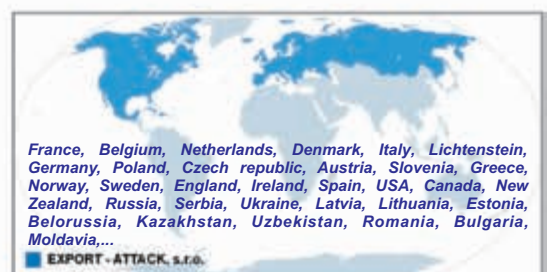 France, Belgium, Netherlands, Denmark, Italy, Lichtenstein,
Germany, Poland, Czech republic, Austria, Slovenia, Greece,
Norway, Sweden, England, Ireland, Spain, USA, Canada, New
Zealand, Russia, Serbia, Ukraine, Latvia, Lithuania, Estonia,
Belorussia, Kazakhstan, Uzbekistan, Romania, Bulgaria,
Moldavia,...
EXPORT - ATTACK, s.r.o.